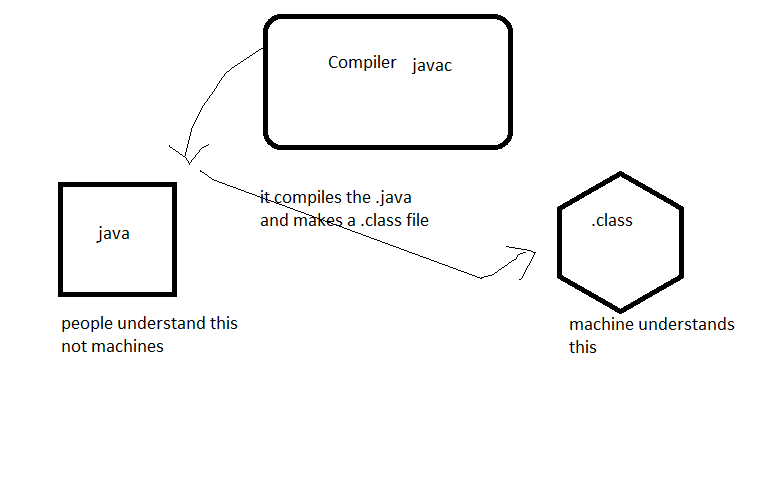 Compiler javac
it compiles the .java
and makes a .class file
java
.class
people understand this
not machines
machine understands
this